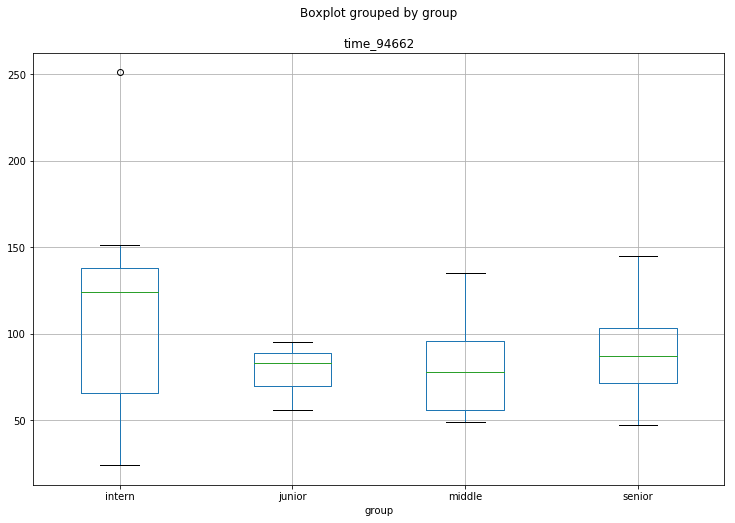 Boxplot grouped by group
time_94662
250
200
150
100
50
intern junior middle senior
group